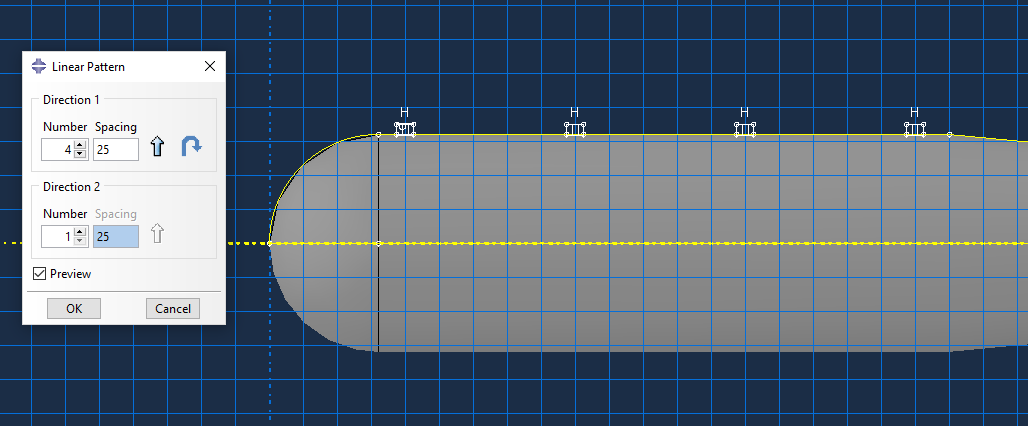 Linear Pattern
Direction 1
Number Spacing
4 25
Direction 2
Number Spacing
1 25
Preview
OK Cancel
H H H H